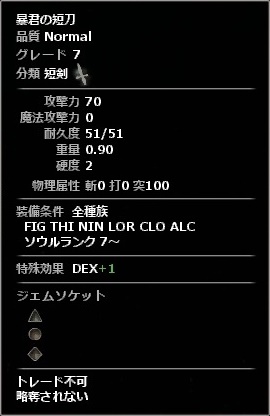 暴君の短刀
品質 Normal
グレード 7
分類 短剣
攻撃力 70
魔法攻撃力 0
耐久度 51/51
重量 0.90
硬度 2
物理属性 斬0 打0 突100
装備条件 全種族
FIG THI NIN LOR CLO ALC
ソウルランク 7～
特殊効果 DEX+1
ジェムソケット
トレード不可
略奪されない